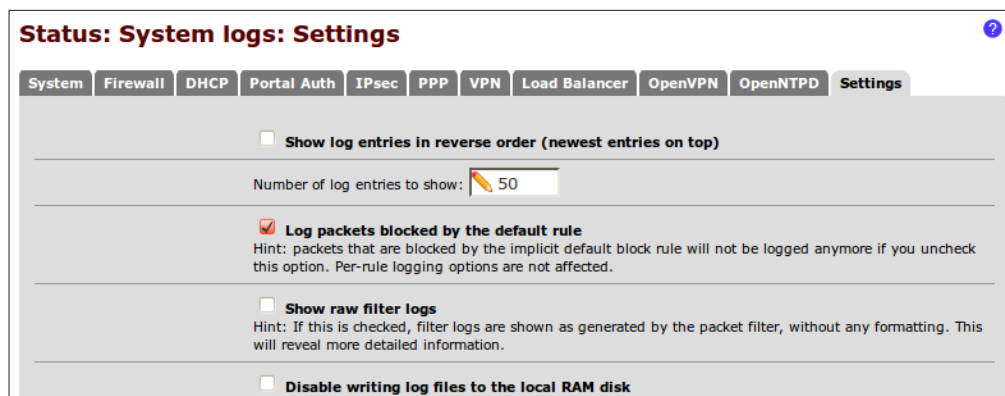 Status: System logs: Settings
?
System Firewall DHCP Portal Auth IPsec PPP VPN Load Balancer OpenVPN OpenNTPD Settings
Show log entries in reverse order (newest entries on top)
Number of log entries to show: 50
Log packets blocked by the default rule
Hint: packets that are blocked by the implicit default block rule will not be logged anymore if you uncheck
this option. Per-rule logging options are not affected.
Show raw filter logs
Hint: If this is checked, filter logs are shown as generated by the packet filter, without any formatting. This
will reveal more detailed information.
Disable writing log files to the local RAM disk